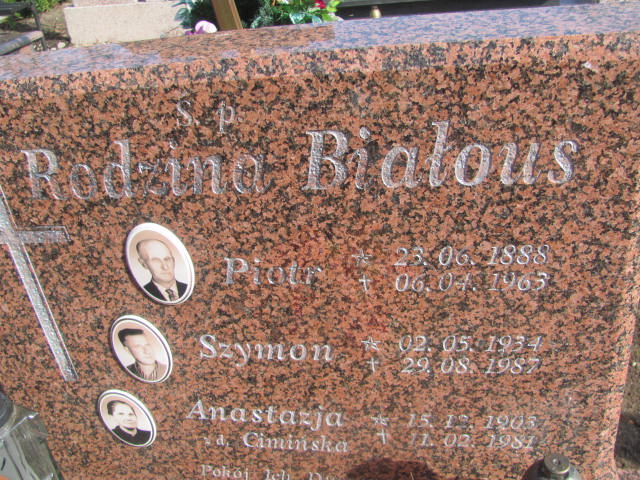 Ś. p.
Rodzina Białous
Piotr ☆ 23. 06. 1888
† 06. 04. 1963
Szymon ☆ 02. 05. 1934
† 29. 08. 1987
Anastazja ☆ 15. 12. 1903
z d. Cimińska † 11. 02. 1981
Pokój Ich